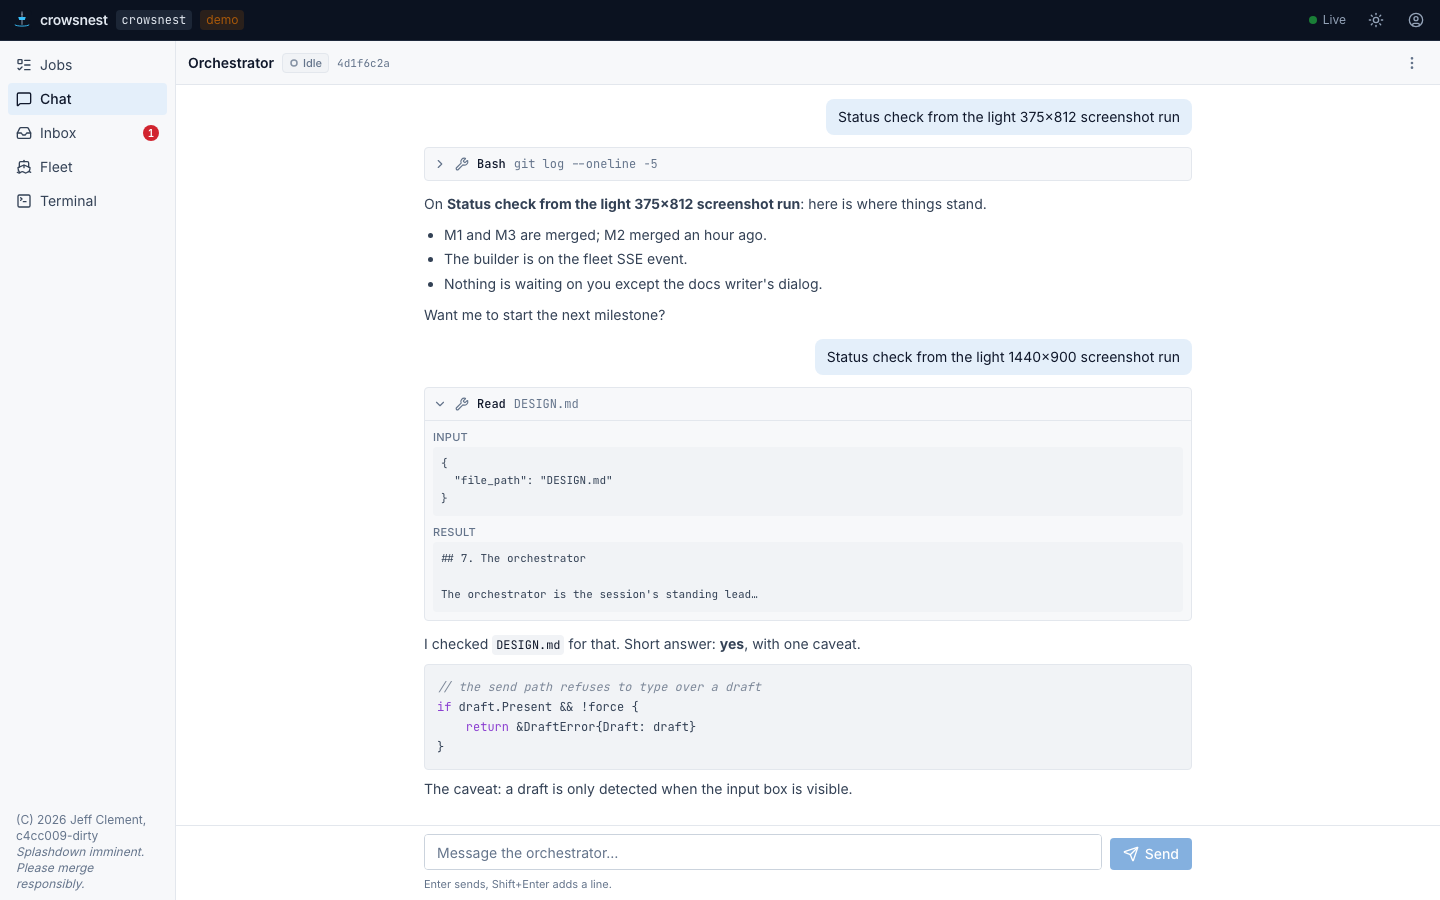 crowsnest crowsnest demo Live
Jobs
Chat
Inbox 1
Fleet
Terminal
(C) 2026 Jeff Clement,
c4cc009-dirty
Splashdown imminent.
Please merge
responsibly.
Orchestrator Idle 4d1f6c2a
Status check from the light 375×812 screenshot run
Bash git log --oneline -5
On Status check from the light 375×812 screenshot run: here is where things stand.
• M1 and M3 are merged; M2 merged an hour ago.
• The builder is on the fleet SSE event.
• Nothing is waiting on you except the docs writer's dialog.
Want me to start the next milestone?
Status check from the light 1440×900 screenshot run
Read DESIGN.md
INPUT
{
"file_path": "DESIGN.md"
}
RESULT
## 7. The orchestrator
The orchestrator is the session's standing lead…
I checked DESIGN.md for that. Short answer: yes, with one caveat.
// the send path refuses to type over a draft
if draft.Present && !force {
return &DraftError{Draft: draft}
}
The caveat: a draft is only detected when the input box is visible.
Message the orchestrator...
Send
Enter sends, Shift+Enter adds a line.